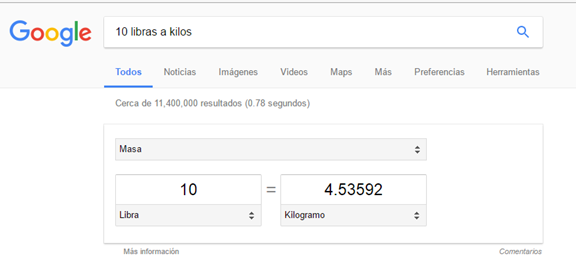 Google 10 libras a kilos
Todos Noticias Imágenes Videos Maps Más Preferencias Herramientas
Cerca de 11,400,000 resultados (0.78 segundos)
Masa
10 = 4.53592
Libra Kilogramo
Más información Comentarios